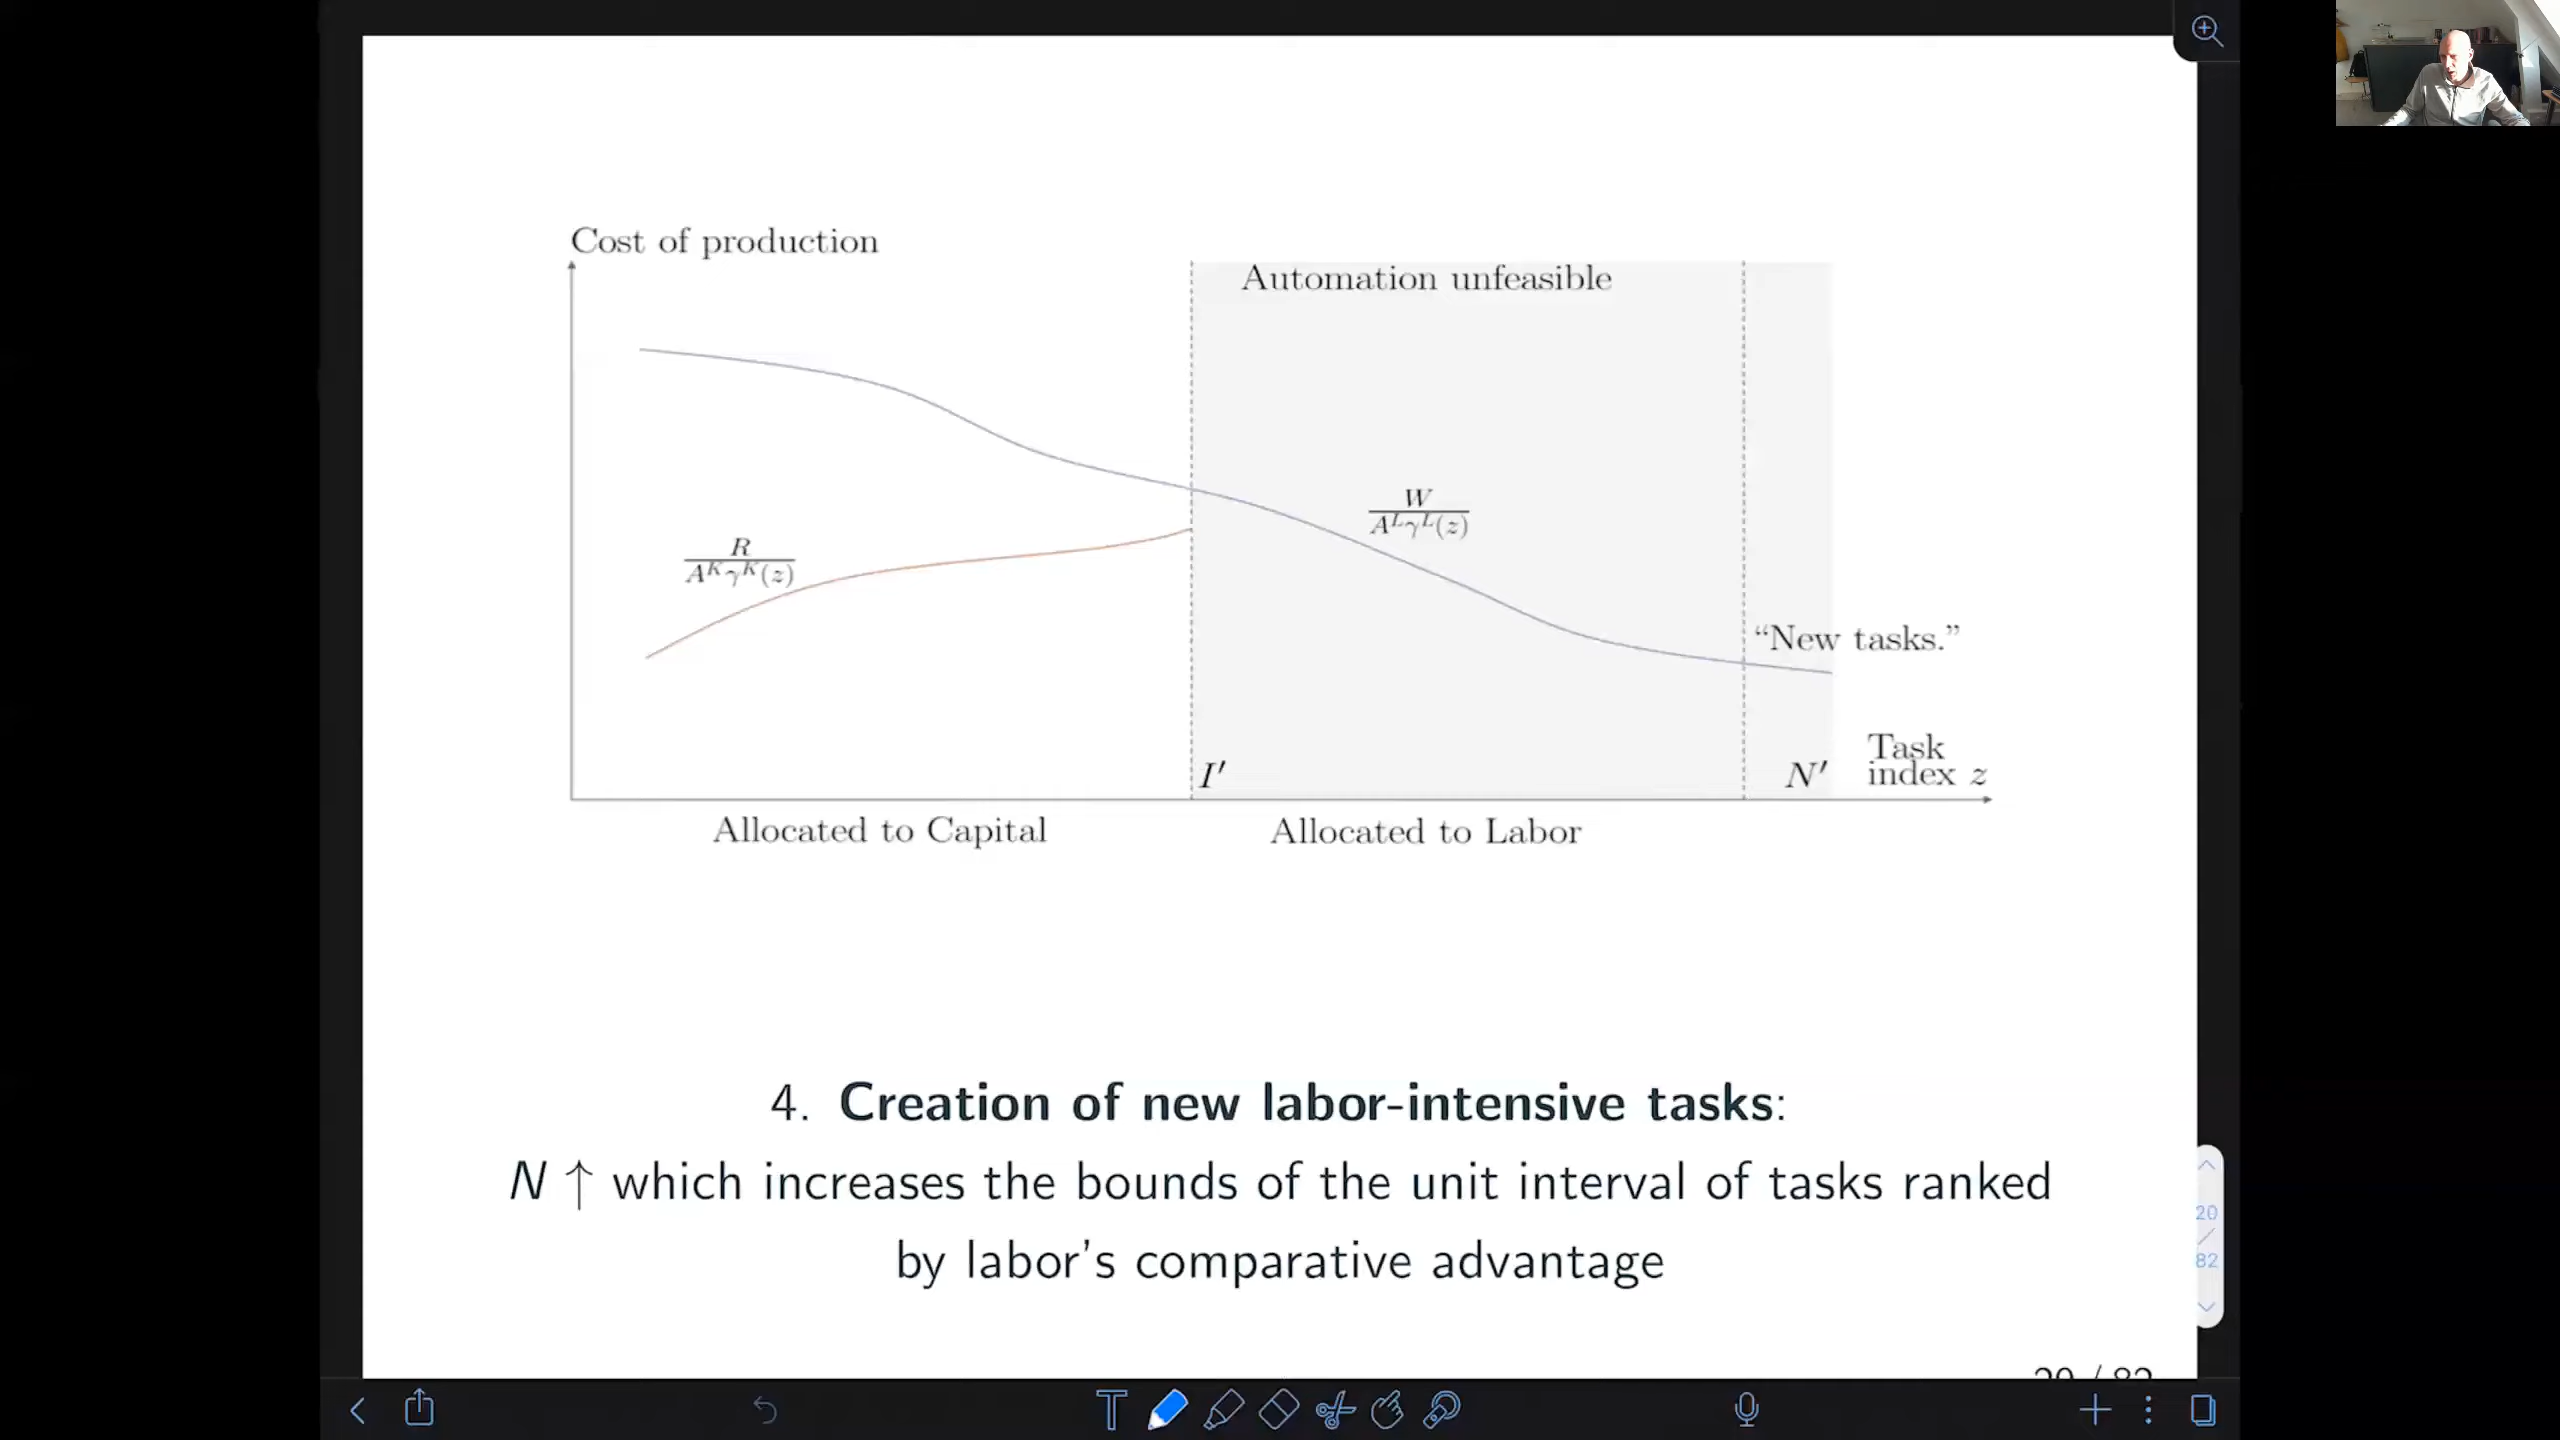 Cost of production
Automation unfeasible
W
A^L γ^L(z)
R
A^K γ^K(z)
“New tasks.”
Task
index z
I′
N′
Allocated to Capital
Allocated to Labor
4. Creation of new labor-intensive tasks:
N ↑ which increases the bounds of the unit interval of tasks ranked
by labor’s comparative advantage
20
/
82
20 / 82
T